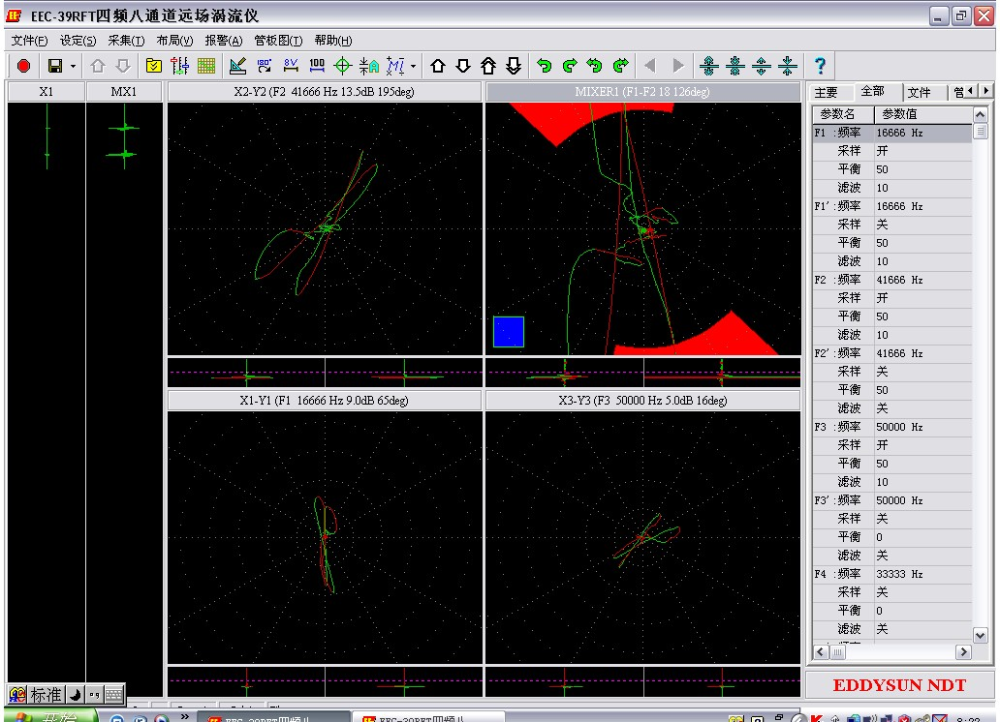 EEC-39RFT四频八通道远场涡流仪
文件(F) 设定(S) 采集(T) 布局(V) 报警(A) 管板图(T) 帮助(H)
180° 8V 100 A ?
X1 MX1
X2-Y2 (F2 41666 Hz 13.5dB 195deg)
MIXER1 (F1-F2 18 126deg)
X1-Y1 (F1 16666 Hz 9.0dB 65deg)
X3-Y3 (F3 50000 Hz 5.0dB 16deg)
主要 全部 文件 管
参数名 参数值
F1 :频率 16666 Hz
采样 开
平衡 50
滤波 10
F1':频率 16666 Hz
采样 关
平衡 50
滤波 10
F2 :频率 41666 Hz
采样 开
平衡 50
滤波 10
F2':频率 41666 Hz
采样 关
平衡 50
滤波 关
F3 :频率 50000 Hz
采样 开
平衡 50
滤波 10
F3':频率 50000 Hz
采样 关
平衡 0
滤波 关
F4 :频率 33333 Hz
采样 关
平衡 0
滤波 关
EDDYSUN NDT
标准
开始 EEC-39RFT四频八 EEC-39RFT四频八